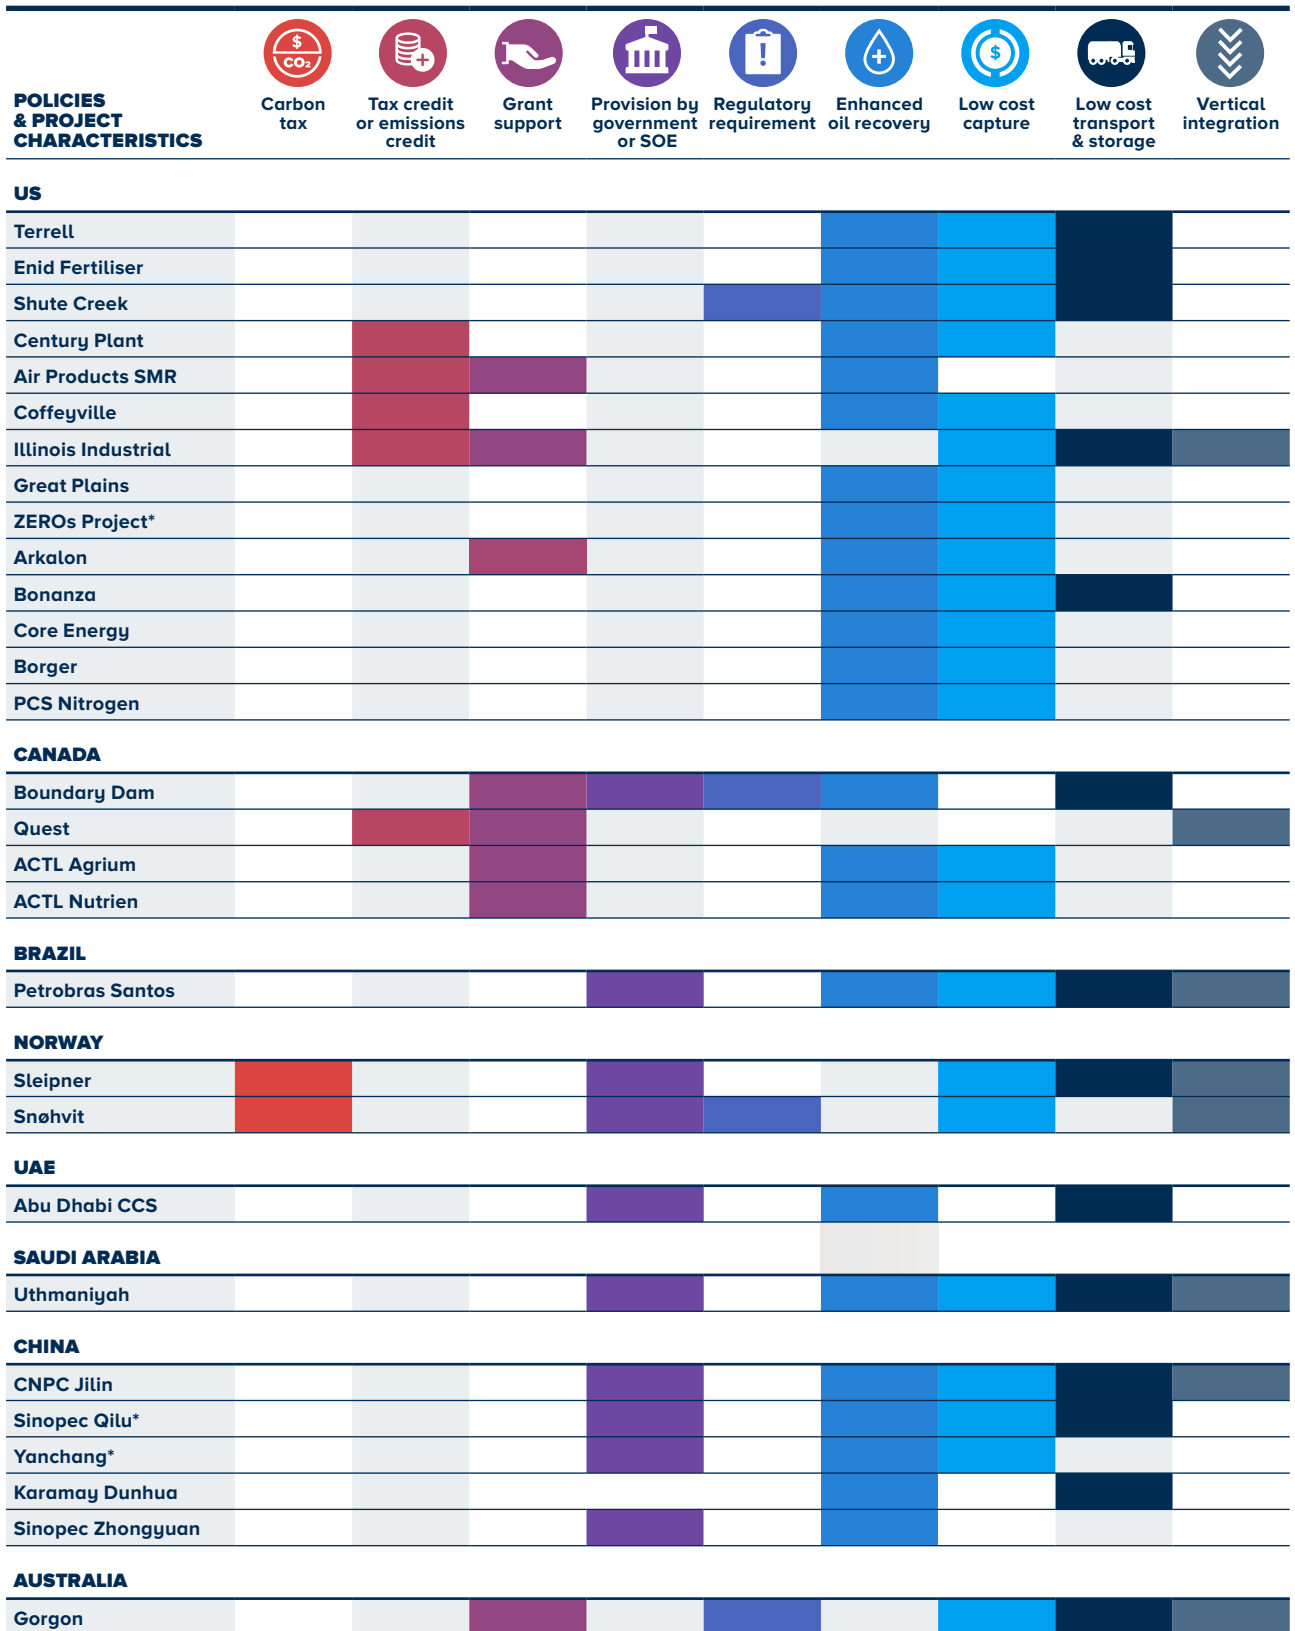 $
CO₂
$
POLICIES
& PROJECT
CHARACTERISTICS
Carbon
tax
Tax credit
or emissions
credit
Grant
support
Provision by
government
or SOE
Regulatory
requirement
Enhanced
oil recovery
Low cost
capture
Low cost
transport
& storage
Vertical
integration
US
Terrell
Enid Fertiliser
Shute Creek
Century Plant
Air Products SMR
Coffeyville
Illinois Industrial
Great Plains
ZEROs Project*
Arkalon
Bonanza
Core Energy
Borger
PCS Nitrogen
CANADA
Boundary Dam
Quest
ACTL Agrium
ACTL Nutrien
BRAZIL
Petrobras Santos
NORWAY
Sleipner
Snøhvit
UAE
Abu Dhabi CCS
SAUDI ARABIA
Uthmaniyah
CHINA
CNPC Jilin
Sinopec Qilu*
Yanchang*
Karamay Dunhua
Sinopec Zhongyuan
AUSTRALIA
Gorgon